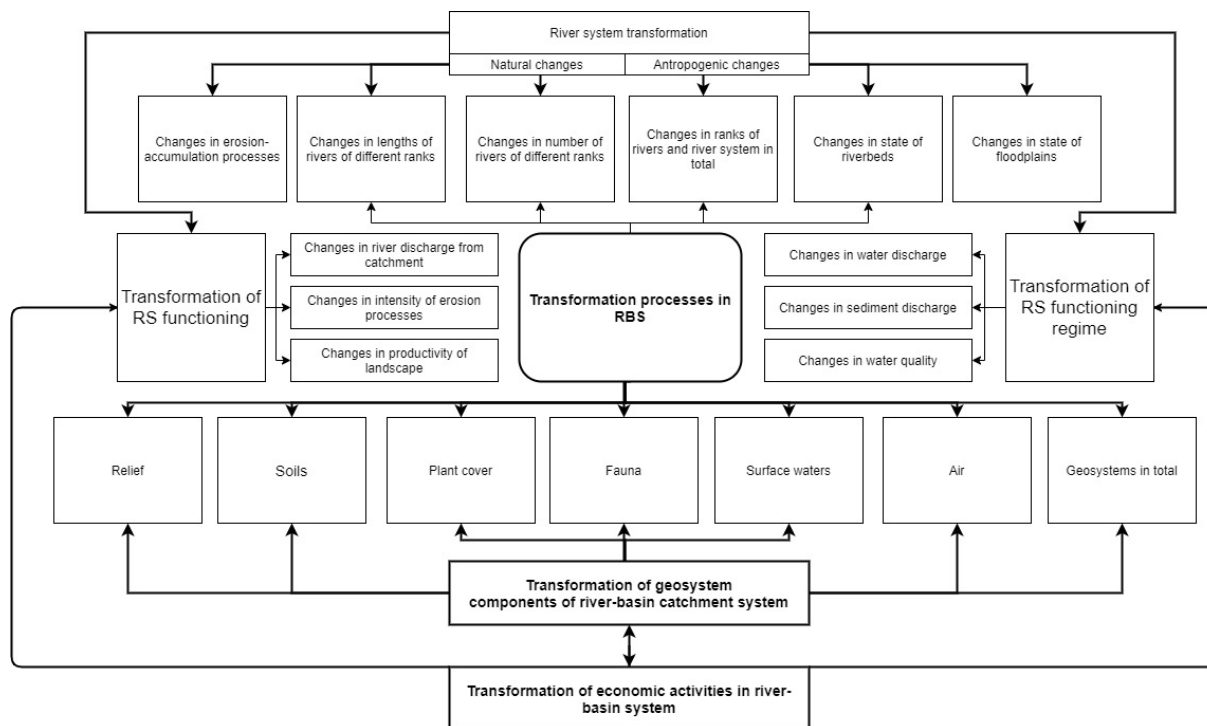 River system transformation
Natural changes
Antropogenic changes
Changes in erosion-
accumulation processes
Changes in lengths of
rivers of different ranks
Changes in number of
rivers of different ranks
Changes in ranks of
rivers and river system in
total
Changes in state of
riverbeds
Changes in state of
floodplains
Transformation of
RS functioning
Changes in river discharge from
catchment
Changes in intensity of erosion
processes
Changes in productivity of
landscape
Transformation processes in
RBS
Changes in water discharge
Changes in sediment discharge
Changes in water quality
Transformation of
RS functioning
regime
Relief
Soils
Plant cover
Fauna
Surface waters
Air
Geosystems in total
Transformation of geosystem
components of river-basin catchment system
Transformation of economic activities in river-
basin system